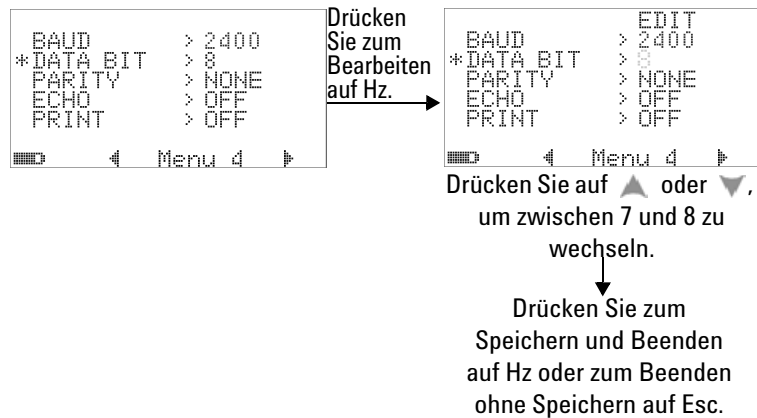 BAUD > 2400
*DATA BIT > 8
PARITY > NONE
ECHO > OFF
PRINT > OFF
Menu 4
Drücken
Sie zum
Bearbeiten
auf Hz.
EDIT
BAUD > 2400
*DATA BIT > 8
PARITY > NONE
ECHO > OFF
PRINT > OFF
Menu 4
Drücken Sie auf ▲ oder ▼,
um zwischen 7 und 8 zu
wechseln.
Drücken Sie zum
Speichern und Beenden
auf Hz oder zum Beenden
ohne Speichern auf Esc.